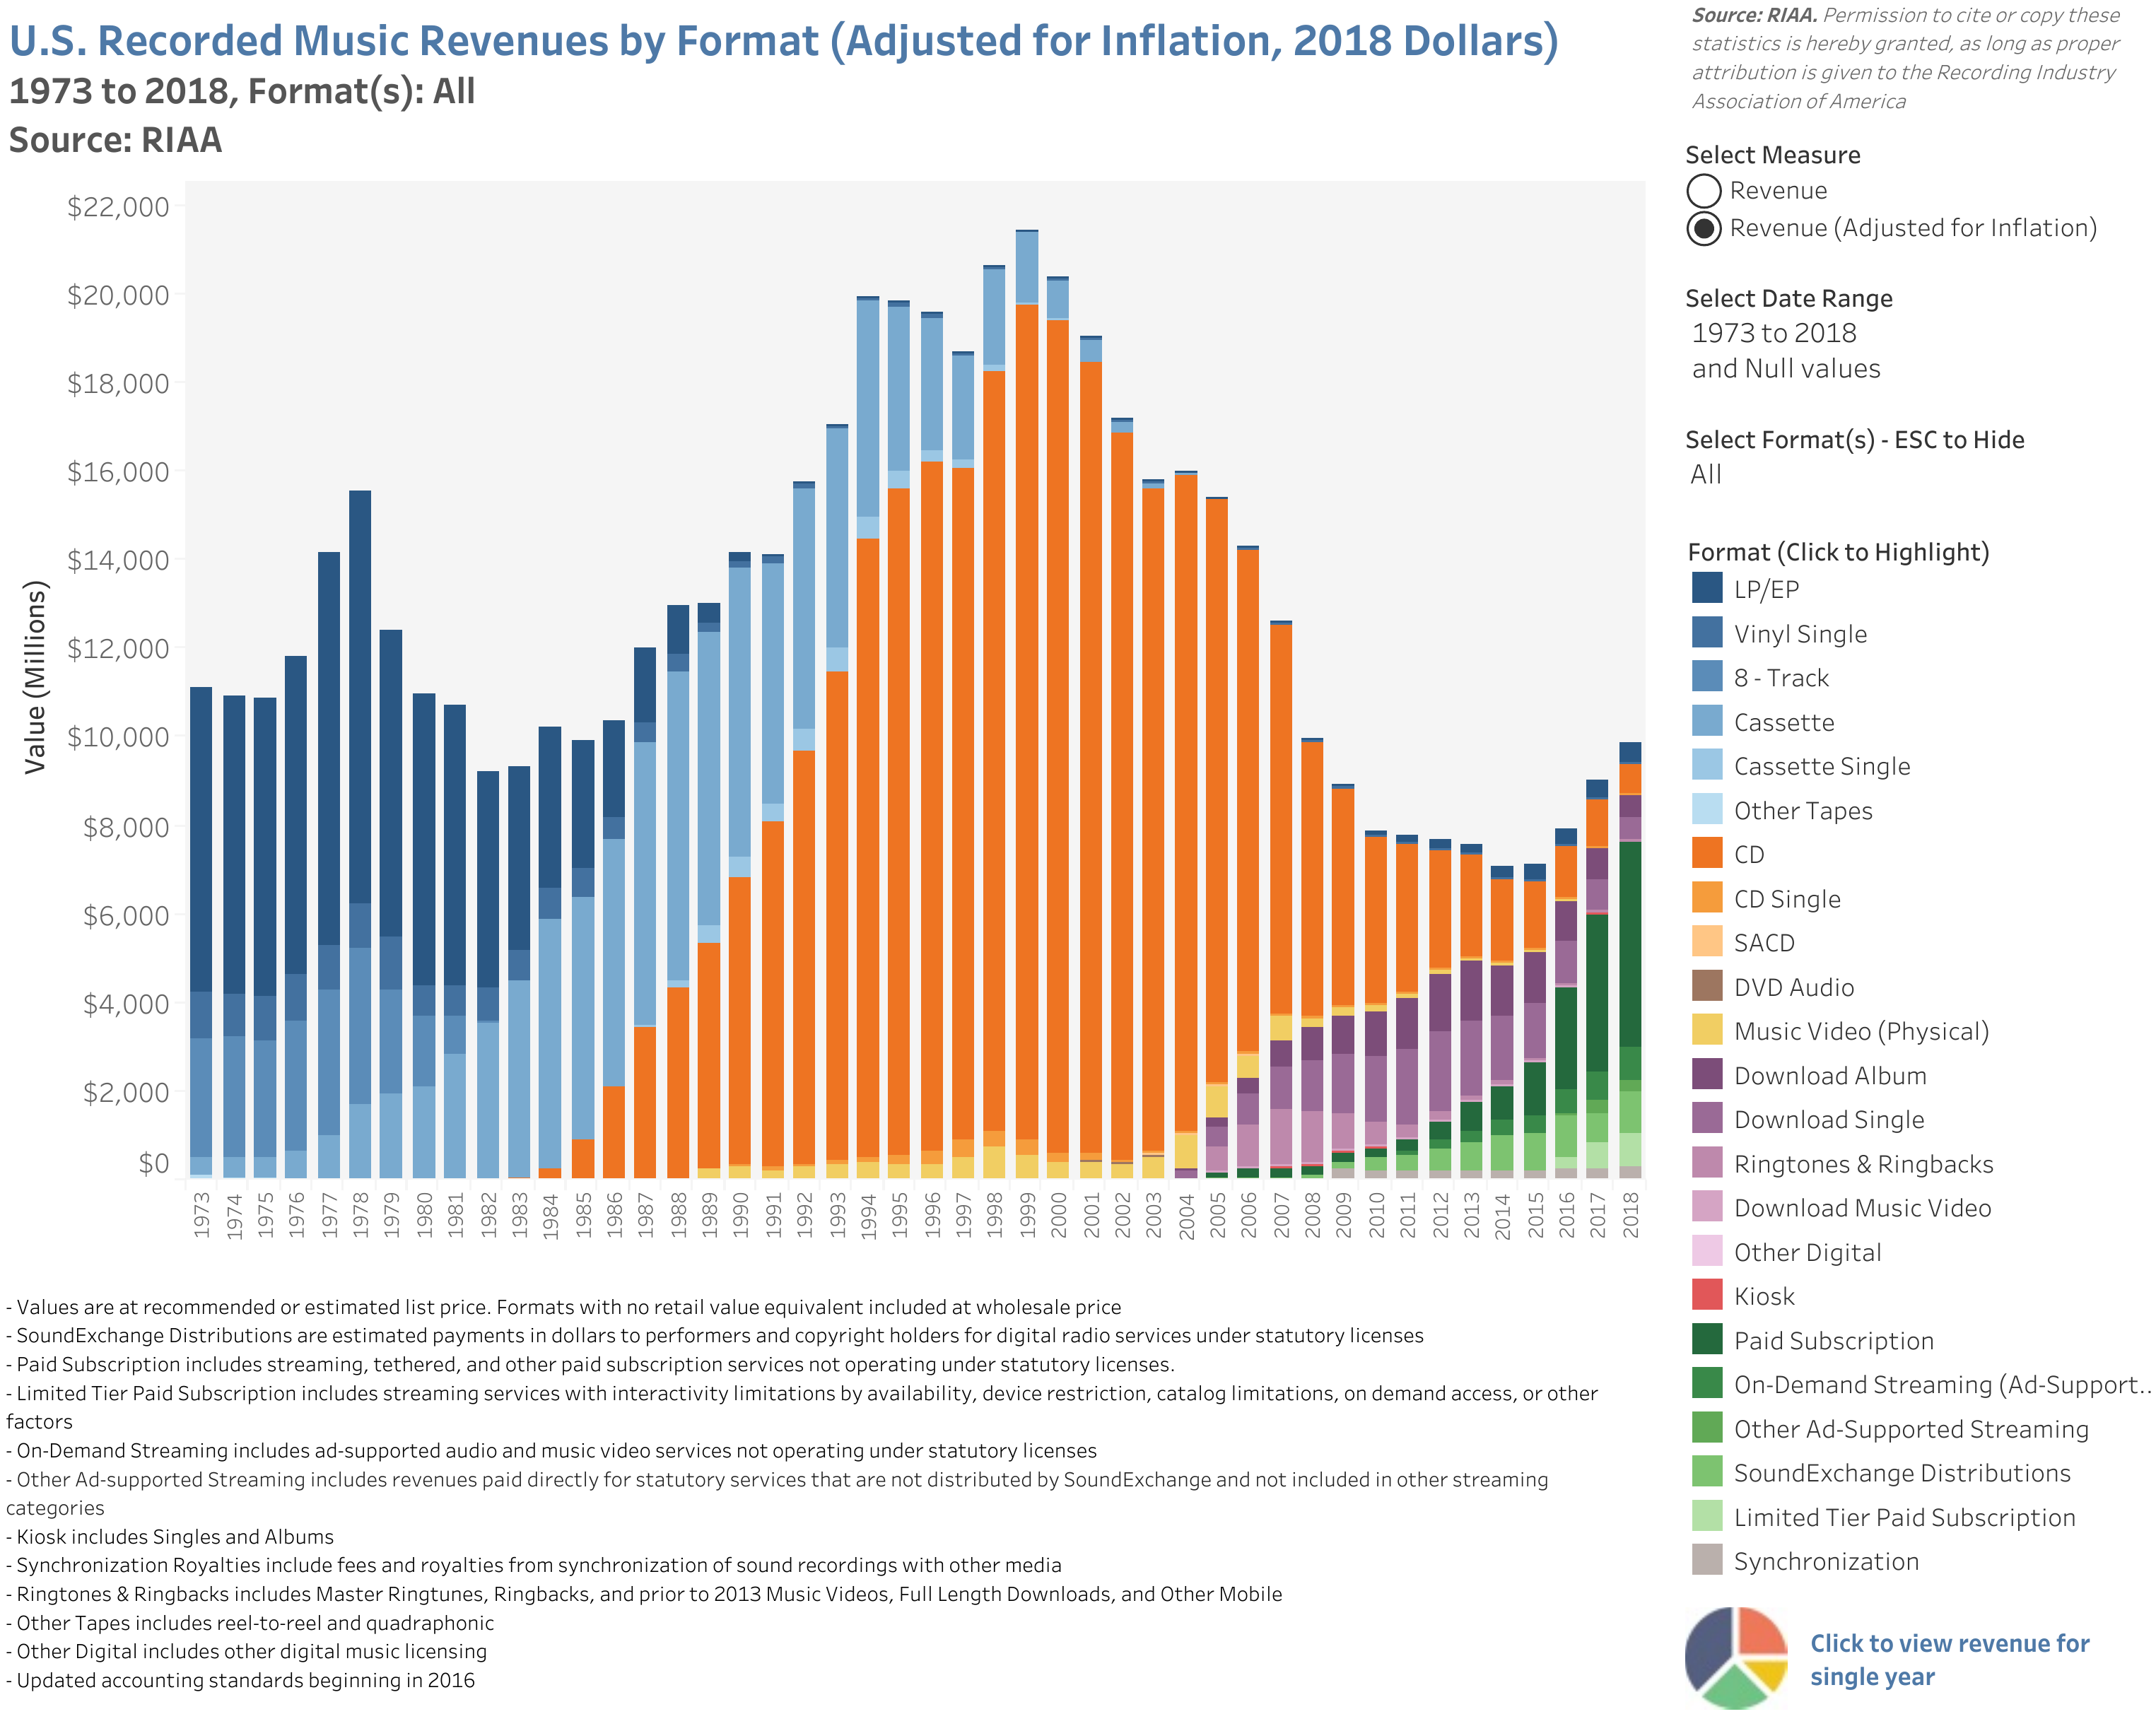 U.S. Recorded Music Revenues by Format (Adjusted for Inflation, 2018 Dollars)
1973 to 2018, Format(s): All
Source: RIAA
Source: RIAA. Permission to cite or copy these
statistics is hereby granted, as long as proper
attribution is given to the Recording Industry
Association of America
Select Measure
Revenue
Revenue (Adjusted for Inflation)
Select Date Range
1973 to 2018
and Null values
Select Format(s) - ESC to Hide
All
Format (Click to Highlight)
LP/EP
Vinyl Single
8 - Track
Cassette
Cassette Single
Other Tapes
CD
CD Single
SACD
DVD Audio
Music Video (Physical)
Download Album
Download Single
Ringtones & Ringbacks
Download Music Video
Other Digital
Kiosk
Paid Subscription
On-Demand Streaming (Ad-Support..
Other Ad-Supported Streaming
SoundExchange Distributions
Limited Tier Paid Subscription
Synchronization
Click to view revenue for
single year
Value (Millions)
$22,000
$20,000
$18,000
$16,000
$14,000
$12,000
$10,000
$8,000
$6,000
$4,000
$2,000
$0
1973
1974
1975
1976
1977
1978
1979
1980
1981
1982
1983
1984
1985
1986
1987
1988
1989
1990
1991
1992
1993
1994
1995
1996
1997
1998
1999
2000
2001
2002
2003
2004
2005
2006
2007
2008
2009
2010
2011
2012
2013
2014
2015
2016
2017
2018
- Values are at recommended or estimated list price. Formats with no retail value equivalent included at wholesale price
- SoundExchange Distributions are estimated payments in dollars to performers and copyright holders for digital radio services under statutory licenses
- Paid Subscription includes streaming, tethered, and other paid subscription services not operating under statutory licenses.
- Limited Tier Paid Subscription includes streaming services with interactivity limitations by availability, device restriction, catalog limitations, on demand access, or other
factors
- On-Demand Streaming includes ad-supported audio and music video services not operating under statutory licenses
- Other Ad-supported Streaming includes revenues paid directly for statutory services that are not distributed by SoundExchange and not included in other streaming
categories
- Kiosk includes Singles and Albums
- Synchronization Royalties include fees and royalties from synchronization of sound recordings with other media
- Ringtones & Ringbacks includes Master Ringtunes, Ringbacks, and prior to 2013 Music Videos, Full Length Downloads, and Other Mobile
- Other Tapes includes reel-to-reel and quadraphonic
- Other Digital includes other digital music licensing
- Updated accounting standards beginning in 2016